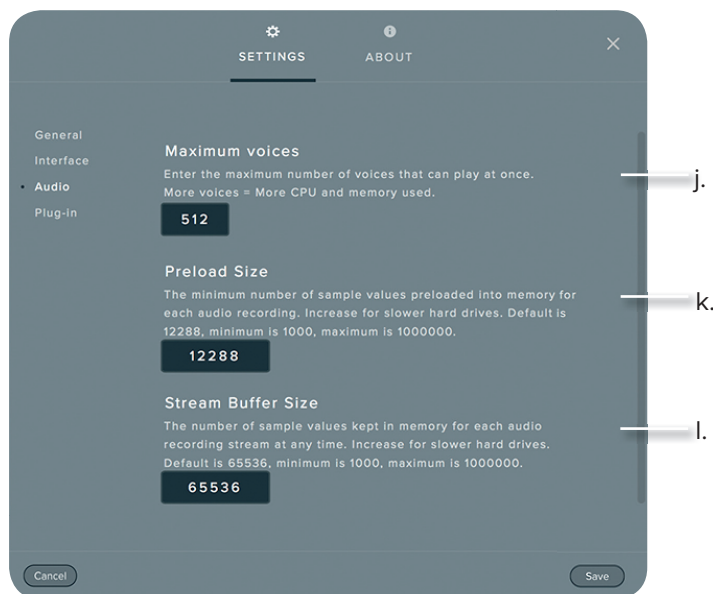 SETTINGS
ABOUT
General
Interface
Audio
Plug-in
Maximum voices
Enter the maximum number of voices that can play at once.
More voices = More CPU and memory used.
512
j.
Preload Size
The minimum number of sample values preloaded into memory for
each audio recording. Increase for slower hard drives. Default is
12288, minimum is 1000, maximum is 1000000.
12288
k.
Stream Buffer Size
The number of sample values kept in memory for each audio
recording stream at any time. Increase for slower hard drives.
Default is 65536, minimum is 1000, maximum is 1000000.
65536
l.
Cancel
Save